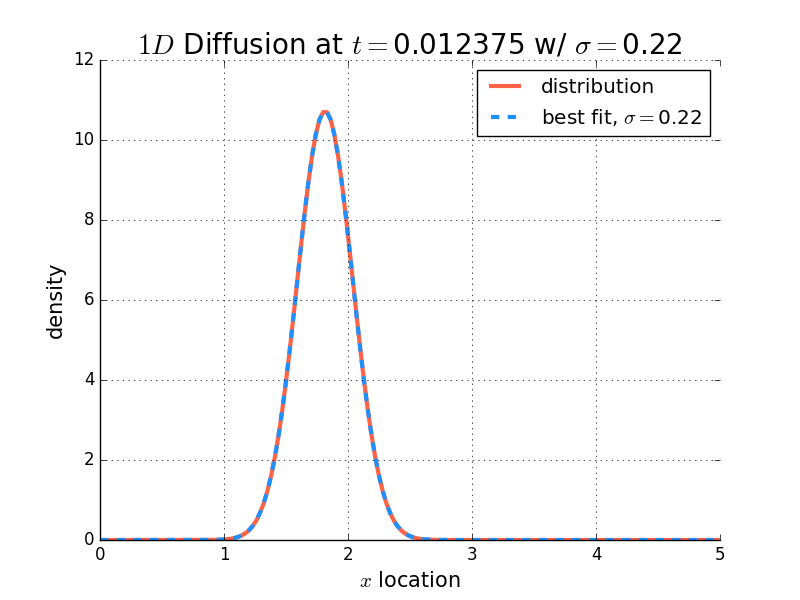 1D Diffusion at t = 0.012375 w/ σ = 0.22
distribution
best fit, σ = 0.22
12
10
8
6
4
2
0
density
0 1 2 3 4 5
x location